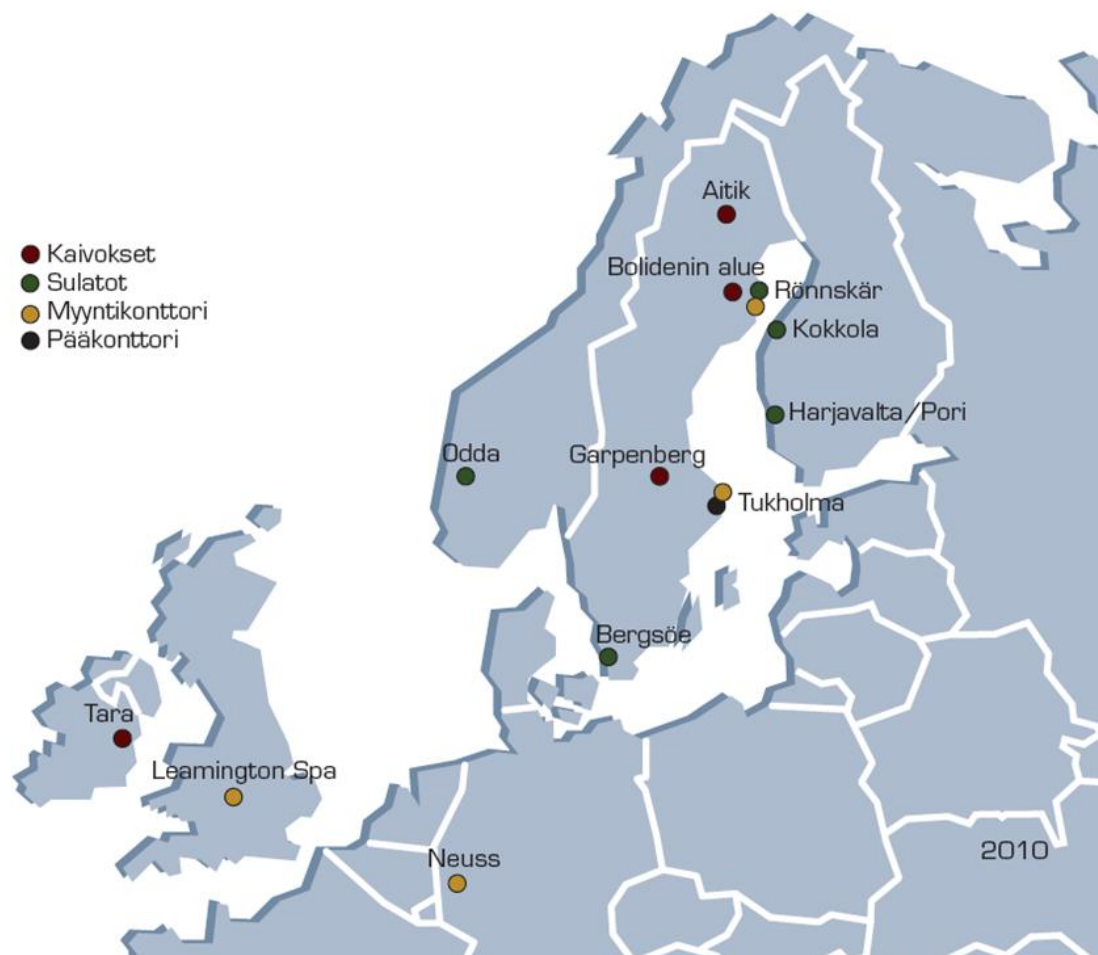 Kaivokset
Sulatot
Myyntikonttori
Pääkonttori
Aitik
Bolidenin alue
Rönnskär
Kokkola
Harjavalta/Pori
Odda
Garpenberg
Tukholma
Bergsöe
Tara
Leamington Spa
Neuss
2010